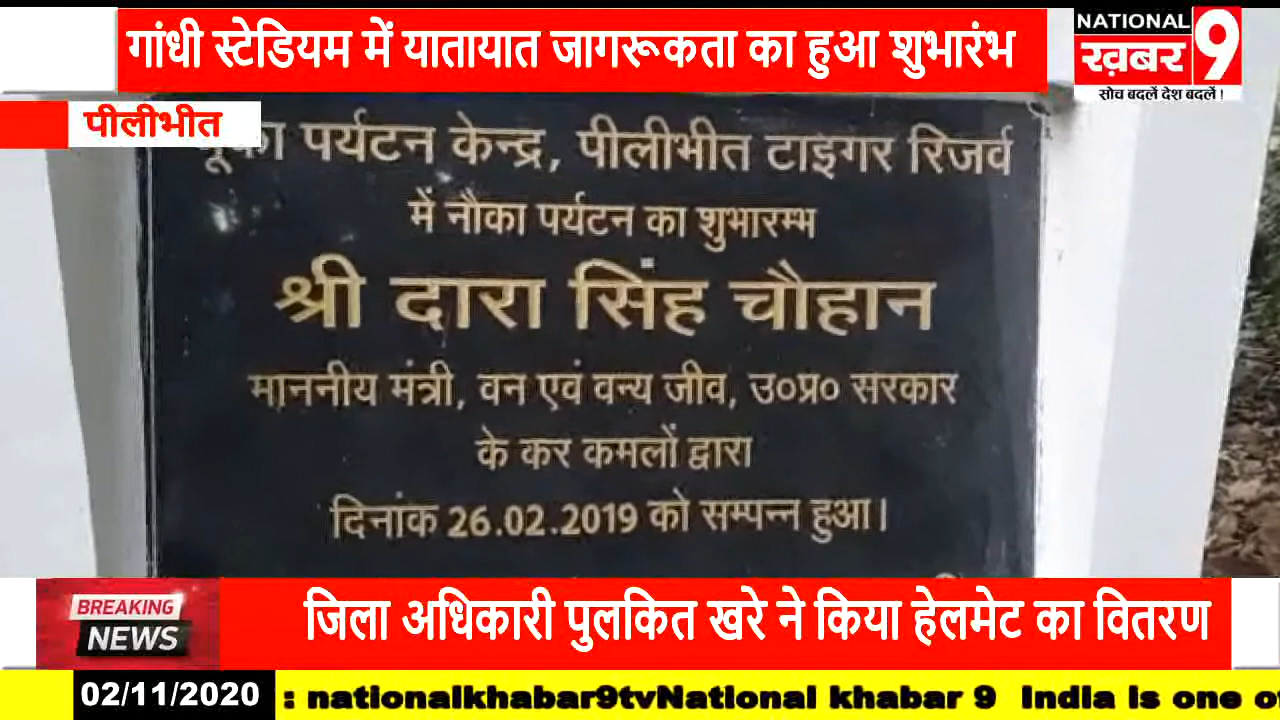 गांधी स्टेडियम में यातायात जागरूकता का हुआ शुभारंभ
NATIONAL
ख़बर 9
सोच बदलें देश बदलें!
पीलीभीत
पर्यटन केन्द्र, पीलीभीत टाइगर रिजर्व
में नौका पर्यटन का शुभारम्भ
श्री दारा सिंह चौहान
माननीय मंत्री, वन एवं वन्य जीव, उ०प्र० सरकार
के कर कमलों द्वारा
दिनांक 26.02.2019 को सम्पन्न हुआ।
BREAKING
NEWS
जिला अधिकारी पुलकित खरे ने किया हेलमेट का वितरण
02/11/2020
: nationalkhabar9tvNational khabar 9 India is one